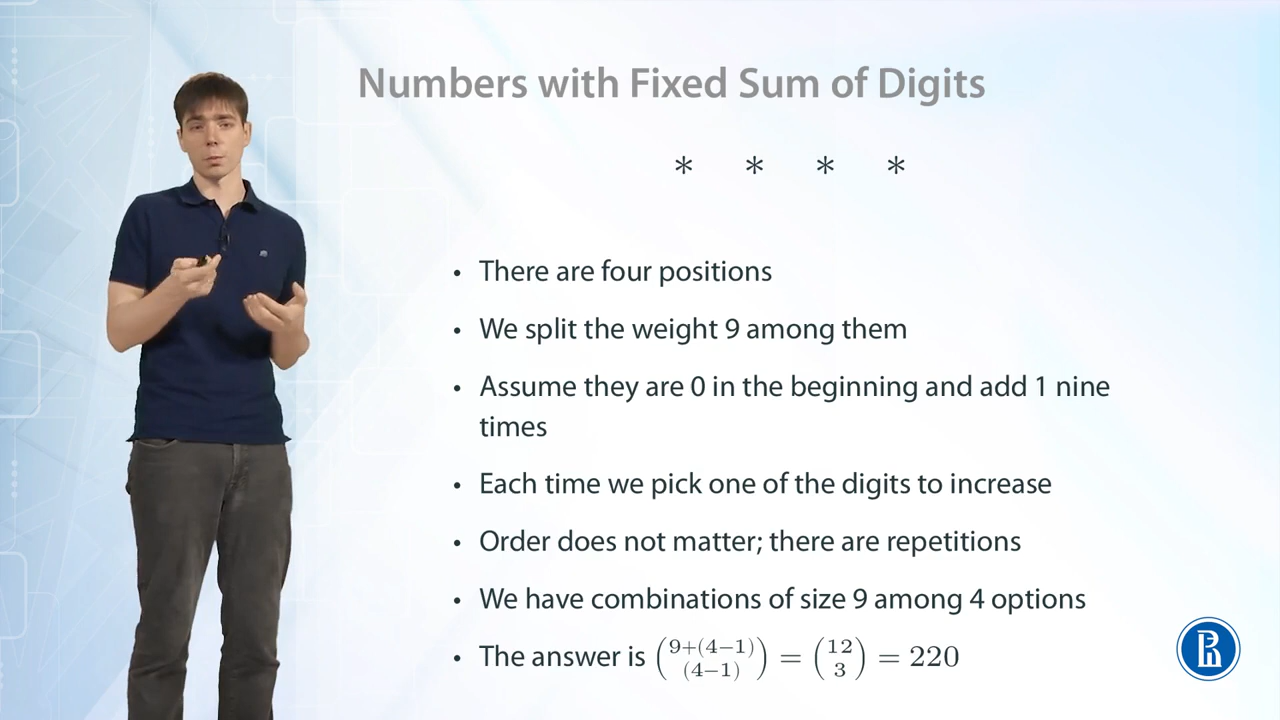 Numbers with Fixed Sum of Digits
* * * *
• There are four positions
• We split the weight 9 among them
• Assume they are 0 in the beginning and add 1 nine
times
• Each time we pick one of the digits to increase
• Order does not matter; there are repetitions
• We have combinations of size 9 among 4 options
• The answer is \binom{9+(4−1)}{(4−1)} = \binom{12}{3} = 220